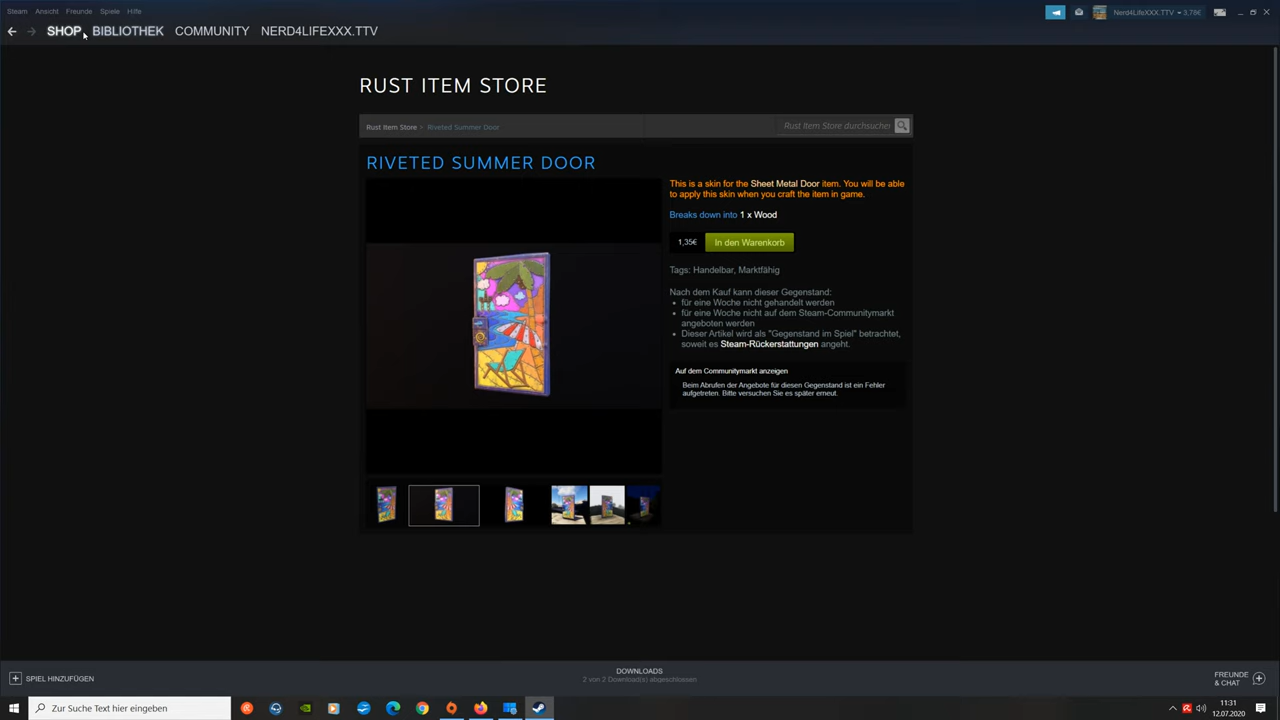 Steam Ansicht Freunde Spiele Hilfe
Nerd4LifeXXX.TTV 3,78€
SHOP BIBLIOTHEK COMMUNITY NERD4LIFEXXX.TTV
RUST ITEM STORE
Rust Item Store > Riveted Summer Door
Rust Item Store durchsuchen
RIVETED SUMMER DOOR
This is a skin for the Sheet Metal Door item. You will be able
to apply this skin when you craft the item in game.
Breaks down into 1 x Wood
1,35€ In den Warenkorb
Tags: Handelbar, Marktfähig
Nach dem Kauf kann dieser Gegenstand:
• für eine Woche nicht gehandelt werden
• für eine Woche nicht auf dem Steam-Communitymarkt
angeboten werden
• Dieser Artikel wird als "Gegenstand im Spiel" betrachtet,
soweit es Steam-Rückerstattungen angeht.
Auf dem Communitymarkt anzeigen
Beim Abrufen der Angebote für diesen Gegenstand ist ein Fehler
aufgetreten. Bitte versuchen Sie es später erneut.
SPIEL HINZUFÜGEN
DOWNLOADS
2 von 2 Download(s) abgeschlossen
FREUNDE
& CHAT
Zur Suche Text hier eingeben
11:31
12.07.2020